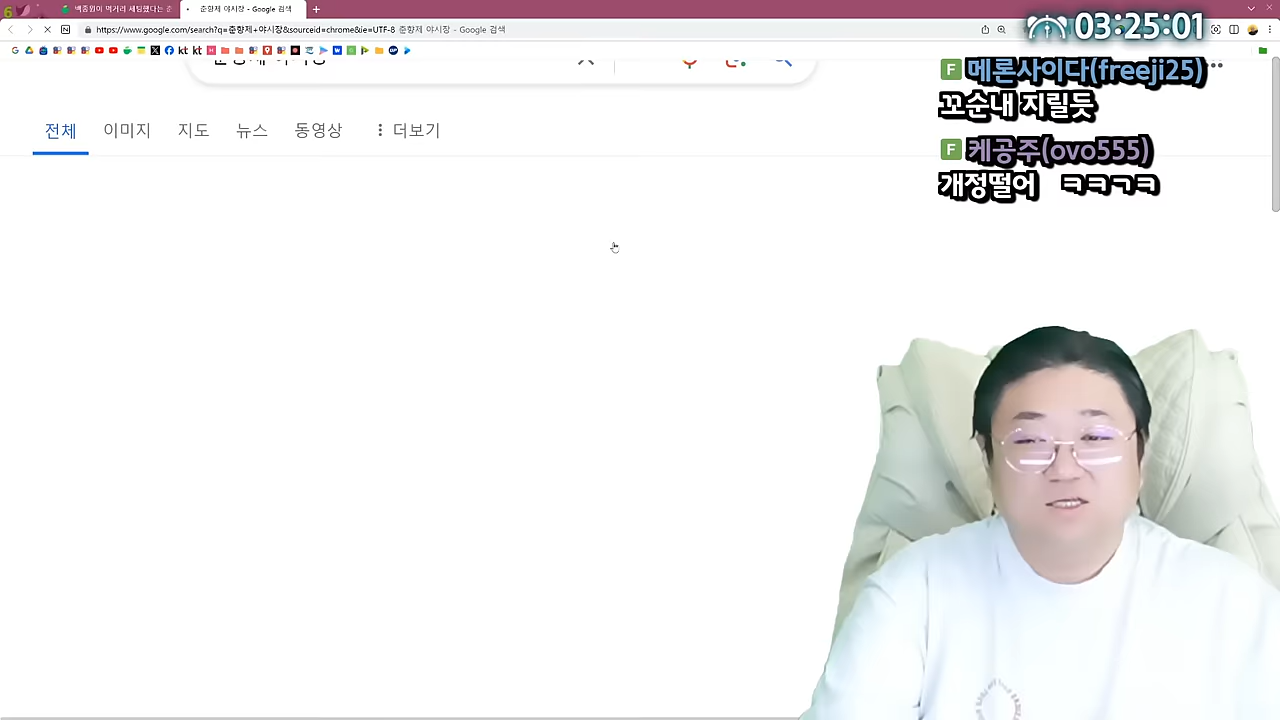 백종원이 먹거리 세팅했다는 춘
춘향제 야시장 - Google 검색
https://www.google.com/search?q=춘향제+야시장&sourceid=chrome&ie=UTF-8 춘향제 야시장 - Google 검색
03:25:01
kt kt
전체 이미지 지도 뉴스 동영상 더보기
F 메론사이다(freeji25)
꼬순내 지릴듯
F 케공주(ovo555)
개정떨어 ㅋㅋㄱㅋ